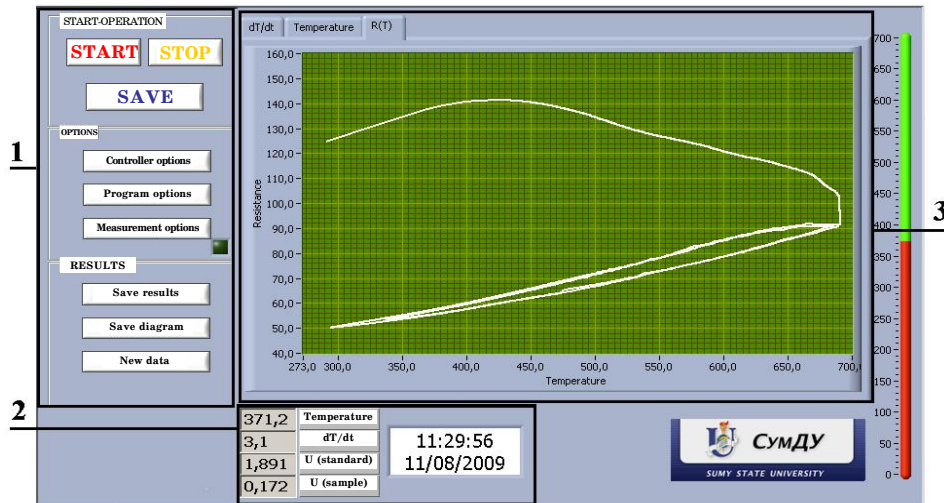 START-OPERATION
START STOP
SAVE
OPTIONS
Controller options
Program options
Measurement options
RESULTS
Save results
Save diagram
New data
1
2
3
dT/dt Temperature R(T)
Resistance
160,0
150,0
140,0
130,0
120,0
110,0
100,0
90,0
80,0
70,0
60,0
50,0
40,0
273,0 300,0 350,0 400,0 450,0 500,0 550,0 600,0 650,0 700,
Temperature
700
650
600
550
500
450
400
350
300
250
200
150
100
50
0
371,2 Temperature
3,1 dT/dt
1,891 U (standard)
0,172 U (sample)
11:29:56
11/08/2009
СумДУ
SUMY STATE UNIVERSITY